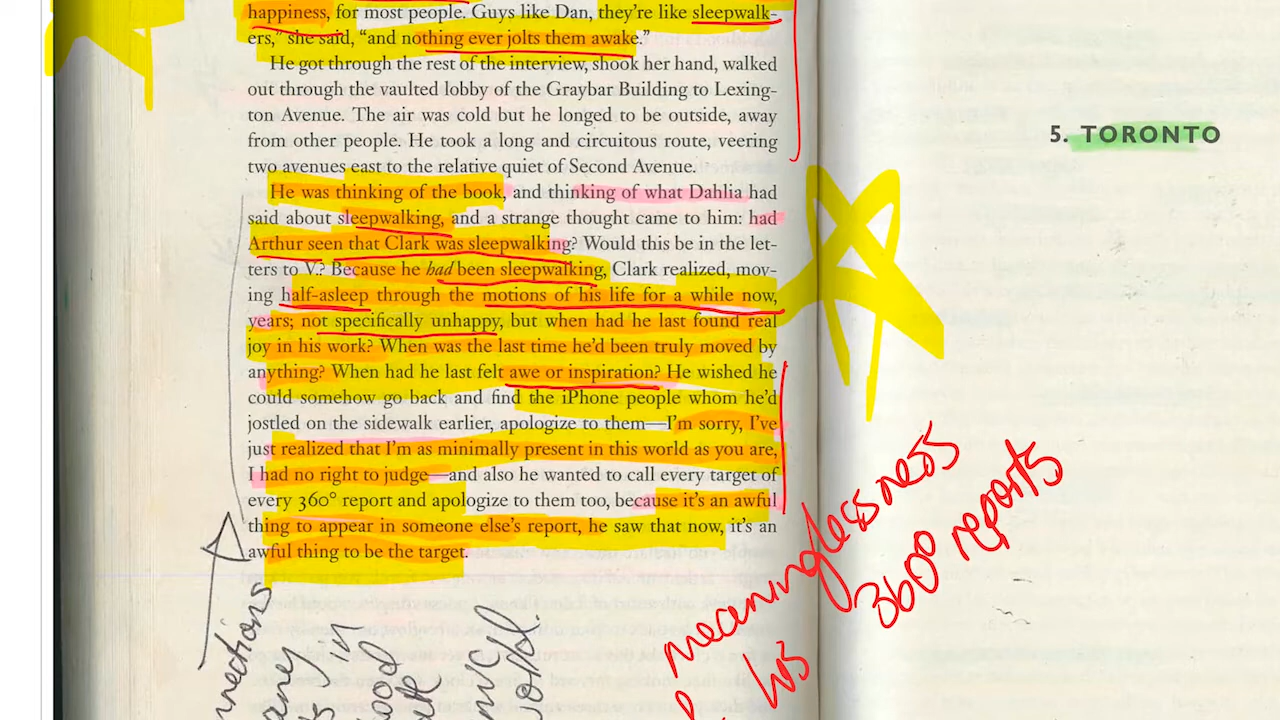 happiness, for most people. Guys like Dan, they're like sleepwalk-
ers," she said, "and nothing ever jolts them awake."
He got through the rest of the interview, shook her hand, walked
out through the vaulted lobby of the Graybar Building to Lexing-
ton Avenue. The air was cold but he longed to be outside, away
from other people. He took a long and circuitous route, veering
two avenues east to the relative quiet of Second Avenue.
He was thinking of the book, and thinking of what Dahlia had
said about sleepwalking, and a strange thought came to him: had
Arthur seen that Clark was sleepwalking? Would this be in the let-
ters to V.? Because he had been sleepwalking, Clark realized, mov-
ing half-asleep through the motions of his life for a while now,
years; not specifically unhappy, but when had he last found real
joy in his work? When was the last time he'd been truly moved by
anything? When had he last felt awe or inspiration? He wished he
could somehow go back and find the iPhone people whom he'd
jostled on the sidewalk earlier, apologize to them—I'm sorry, I've
just realized that I'm as minimally present in this world as you are,
I had no right to judge—and also he wanted to call every target of
every 360° report and apologize to them too, because it's an awful
thing to appear in someone else's report, he saw that now, it's an
awful thing to be the target.
5. TORONTO
meaninglessness
his
360° reports